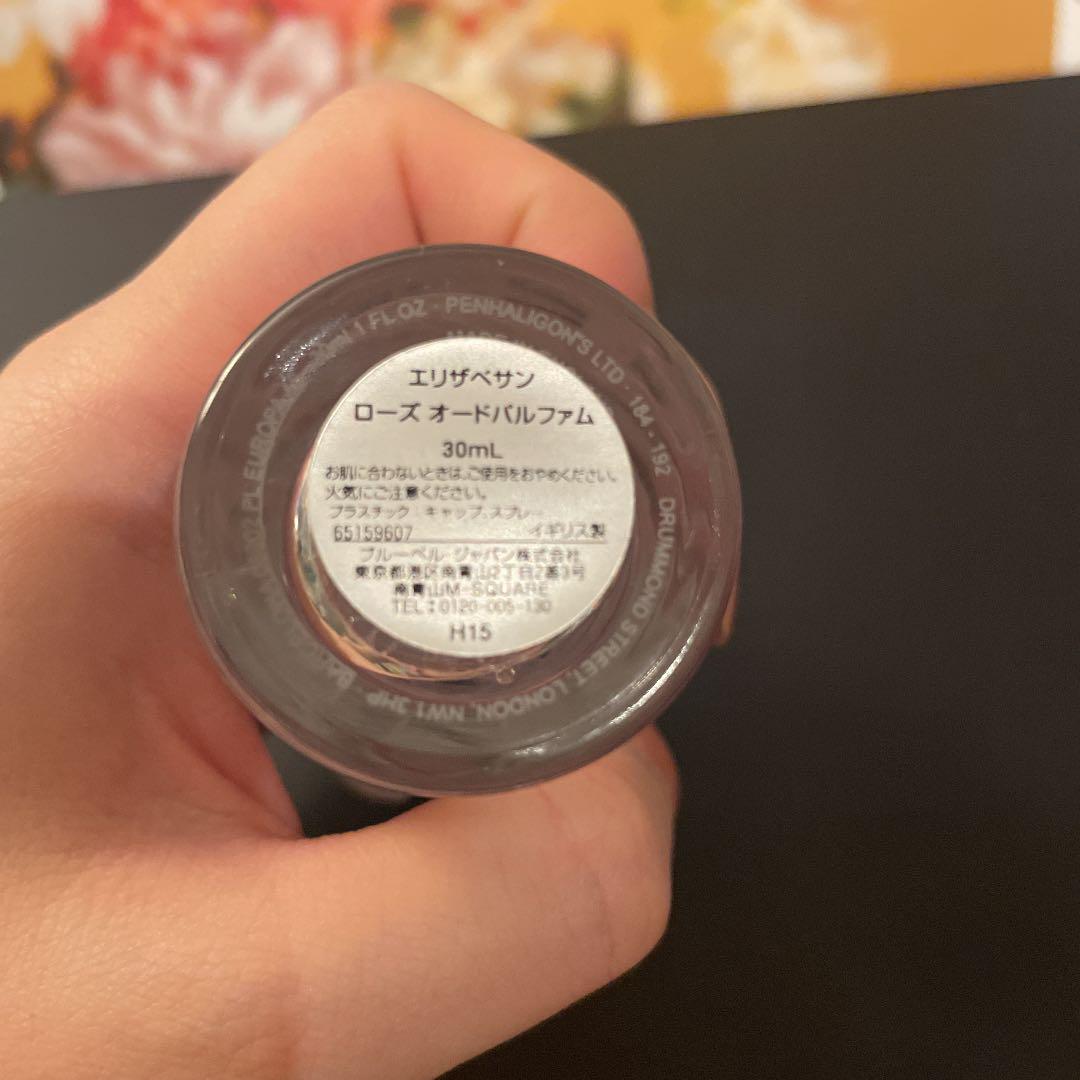 エリザベサン
ローズ オードパルファム
30mL
お肌に合わないときは、ご使用をおやめください。
火気にご注意ください。
プラスチック : キャップ、スプレー
65159607 イギリス製
ブルーベル・ジャパン株式会社
東京都港区南青山2丁目2番3号
南青山M-SQUARE
TEL:0120-005-130
H15
1 FL.OZ - PENHALIGON'S LTD - 184-192 DRUMMOND STREET, LONDON, NW1 3HP